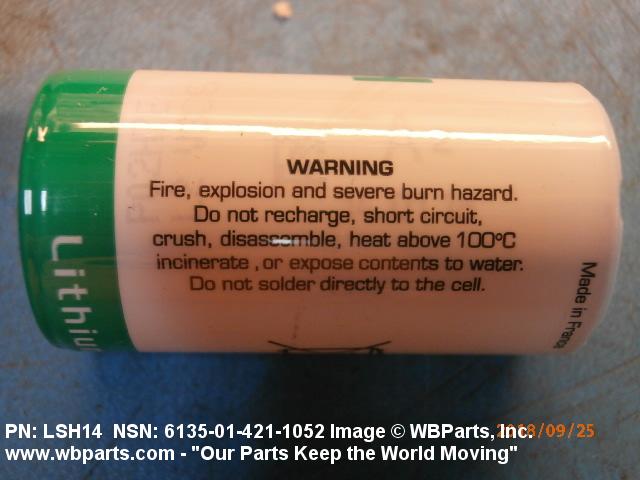 WARNING
Fire, explosion and severe burn hazard.
Do not recharge, short circuit,
crush, disassemble, heat above 100°C
incinerate , or expose contents to water.
Do not solder directly to the cell.
Made in France
PN: LSH14 NSN: 6135-01-421-1052 Image © WBParts, Inc.
www.wbparts.com - "Our Parts Keep the World Moving"